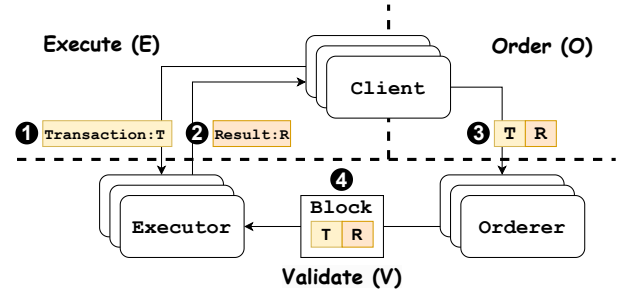 Execute (E)
Order (O)
Client
1 Transaction:T
2 Result:R
3 T R
4
Block
T R
Executor
Orderer
Validate (V)